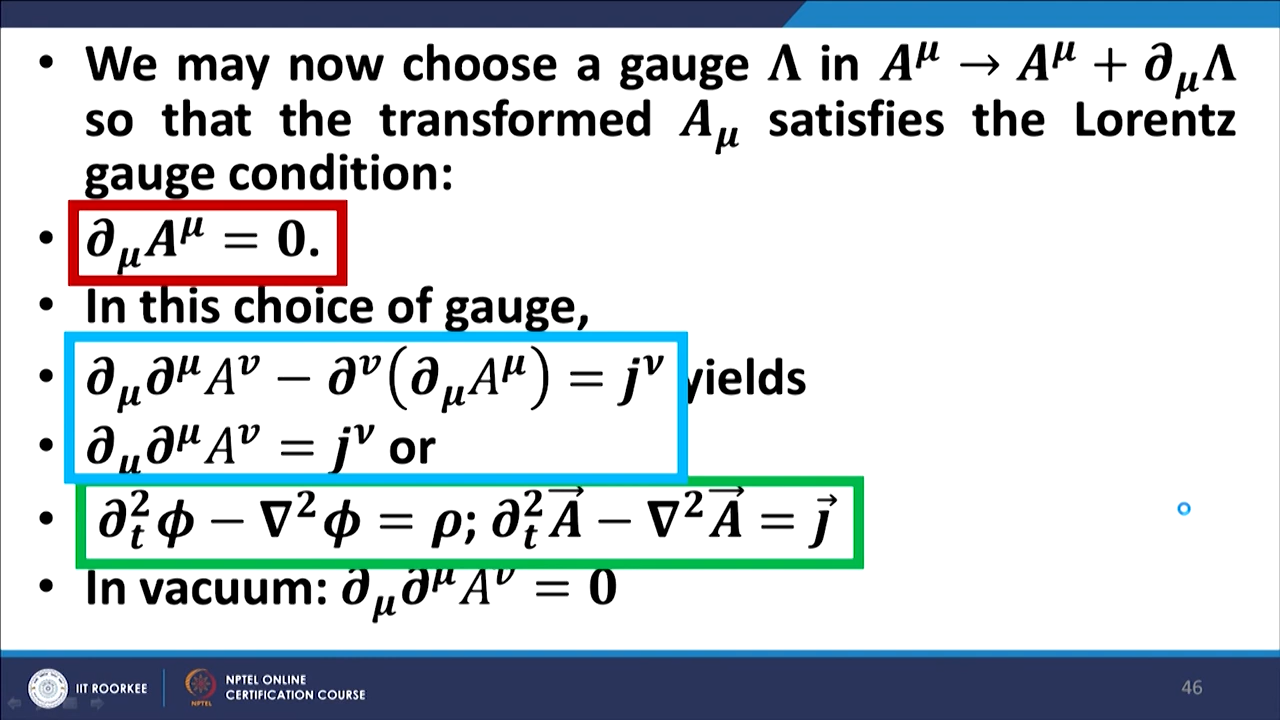 • We may now choose a gauge Λ in A^μ → A^μ + ∂_μΛ
so that the transformed A_μ satisfies the Lorentz
gauge condition:
• ∂_μA^μ = 0.
• In this choice of gauge,
• ∂_μ∂^μA^ν − ∂^ν(∂_μA^μ) = j^ν yields
• ∂_μ∂^μA^ν = j^ν or
• ∂_t^2ϕ − ∇^2ϕ = ρ; ∂_t^2A⃗ − ∇^2A⃗ = j⃗
• In vacuum: ∂_μ∂^μA^ν = 0
IIT ROORKEE
NPTEL ONLINE
CERTIFICATION COURSE
NPTEL
46